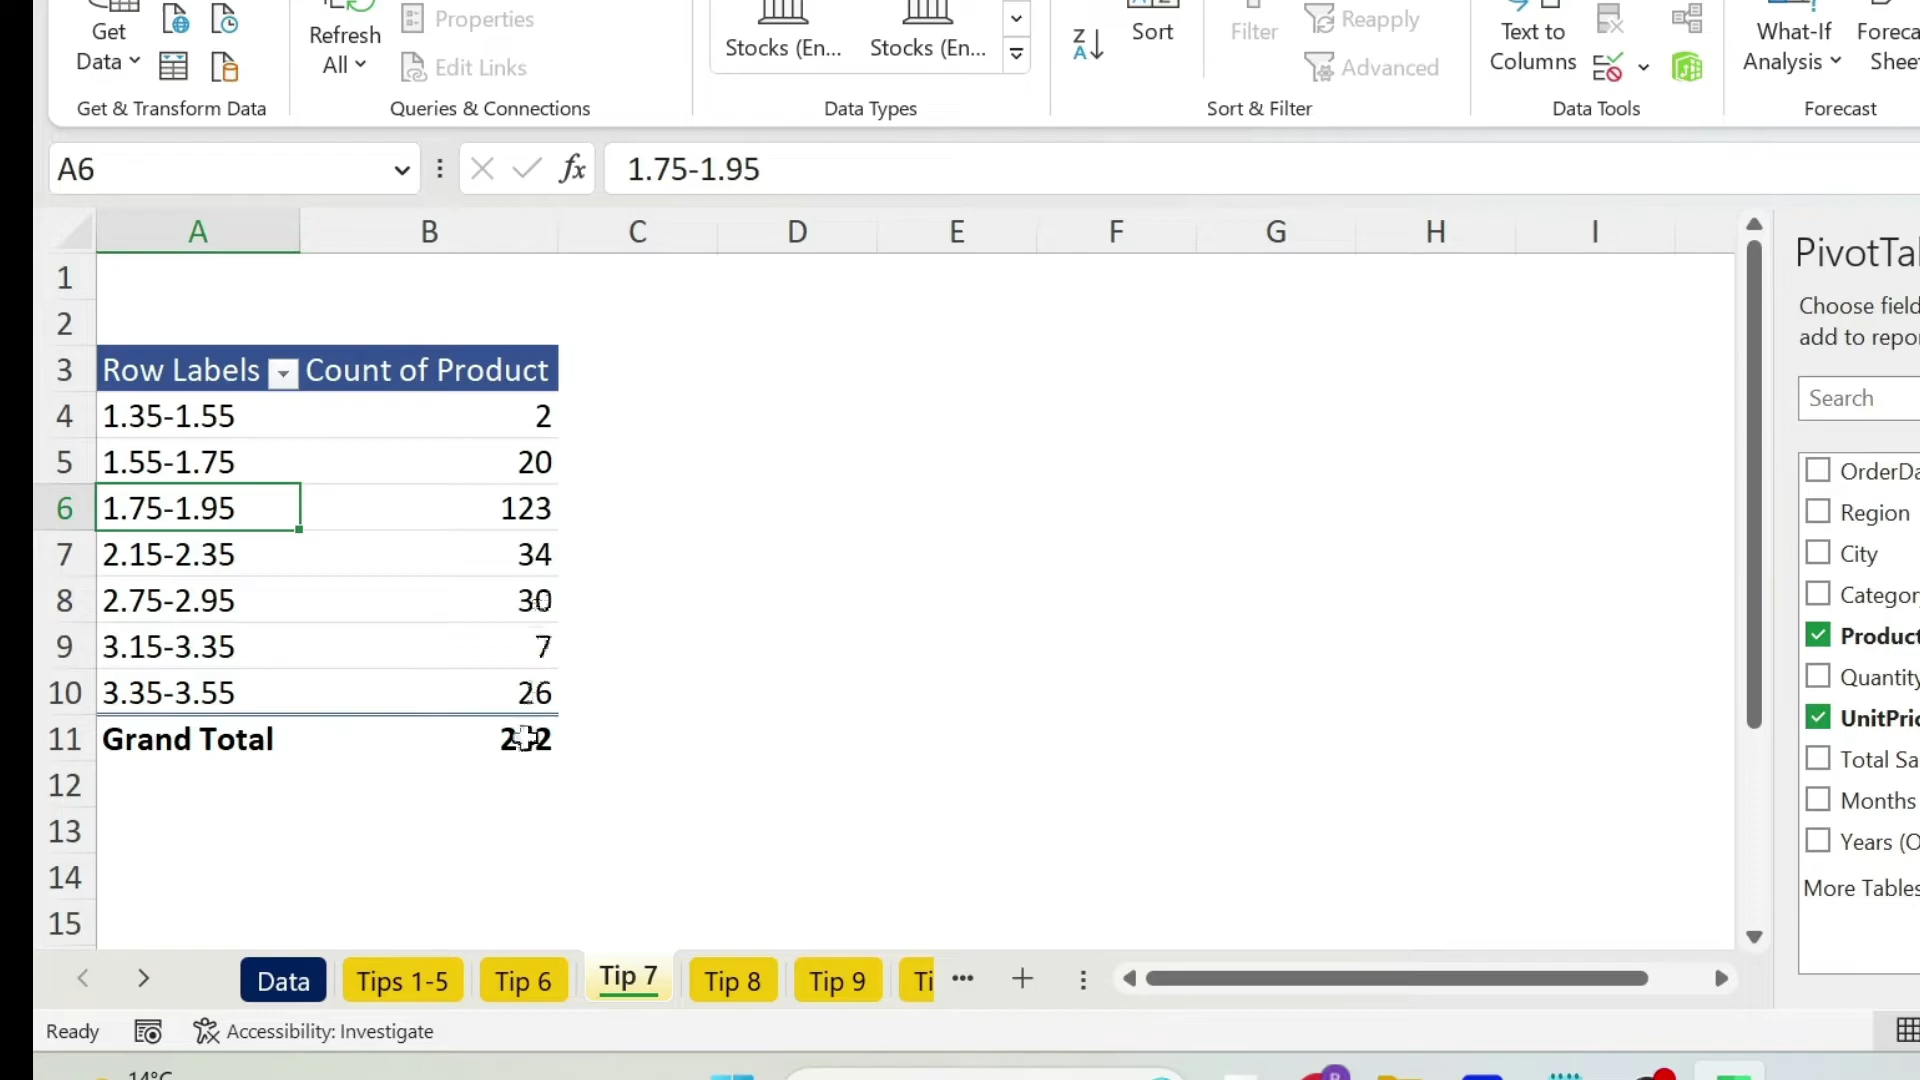 Get
Data
Refresh
All
Properties
Edit Links
Stocks (En...
Stocks (En...
Z
A
Sort
Filter
Reapply
Advanced
Text to
Columns
What-If
Analysis
Foreca
Shee
Get & Transform Data
Queries & Connections
Data Types
Sort & Filter
Data Tools
Forecast
A6
fx
1.75-1.95
A B C D E F G H I
1
2
3 Row Labels Count of Product
4 1.35-1.55 2
5 1.55-1.75 20
6 1.75-1.95 123
7 2.15-2.35 34
8 2.75-2.95 30
9 3.15-3.35 7
10 3.35-3.55 26
11 Grand Total
12
13
14
15
PivotTa
Choose field
add to repo
Search
OrderDa
Region
City
Category
Product
Quantity
UnitPric
Total Sa
Months
Years (O
More Tables
Data
Tips 1-5
Tip 6
Tip 7
Tip 8
Tip 9
Ti
Ready
Accessibility: Investigate
14°C